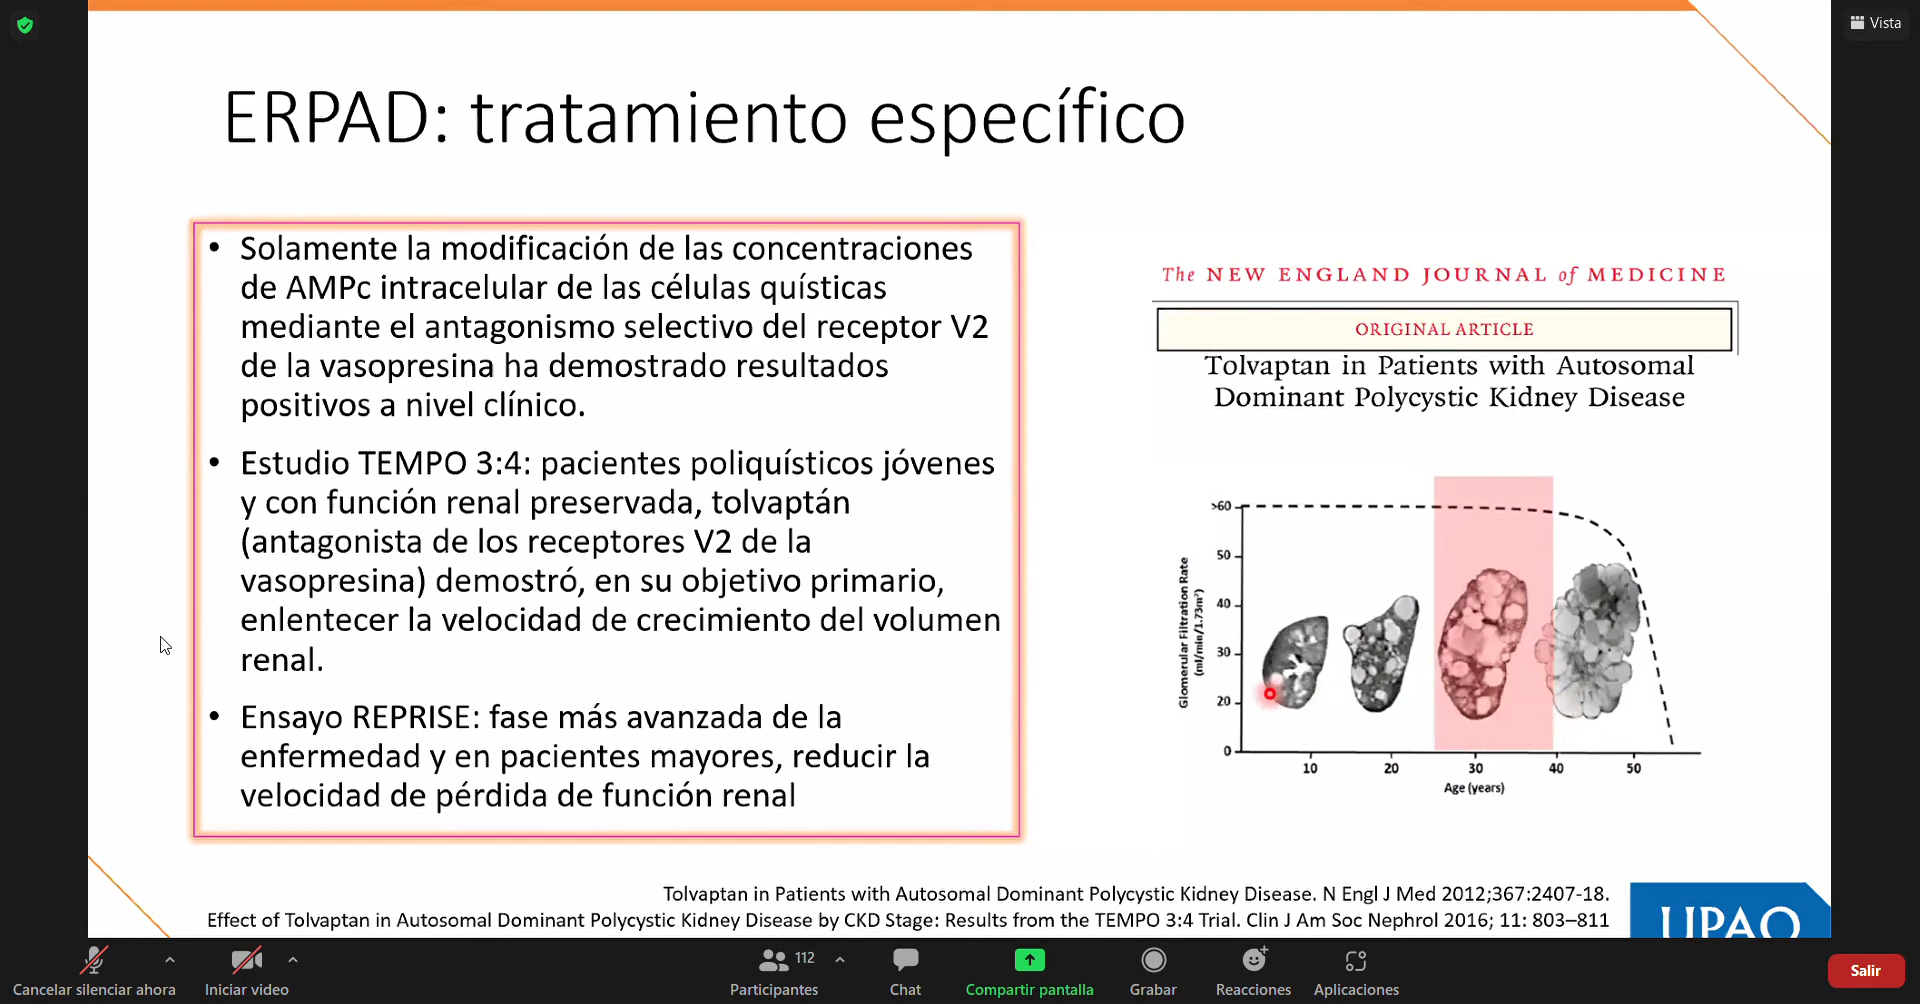 Vista
ERPAD: tratamiento específico
• Solamente la modificación de las concentraciones
de AMPc intracelular de las células quísticas
mediante el antagonismo selectivo del receptor V2
de la vasopresina ha demostrado resultados
positivos a nivel clínico.
• Estudio TEMPO 3:4: pacientes poliquísticos jóvenes
y con función renal preservada, tolvaptán
(antagonista de los receptores V2 de la
vasopresina) demostró, en su objetivo primario,
enlentecer la velocidad de crecimiento del volumen
renal.
• Ensayo REPRISE: fase más avanzada de la
enfermedad y en pacientes mayores, reducir la
velocidad de pérdida de función renal
The NEW ENGLAND JOURNAL of MEDICINE
ORIGINAL ARTICLE
Tolvaptan in Patients with Autosomal
Dominant Polycystic Kidney Disease
Glomerular Filtration Rate
(ml/min/1.73m²)
>60
50
40
30
20
0
10 20 30 40 50
Age (years)
Tolvaptan in Patients with Autosomal Dominant Polycystic Kidney Disease. N Engl J Med 2012;367:2407-18.
Effect of Tolvaptan in Autosomal Dominant Polycystic Kidney Disease by CKD Stage: Results from the TEMPO 3:4 Trial. Clin J Am Soc Nephrol 2016; 11: 803–811
UPAO
Cancelar silenciar ahora
Iniciar video
112
Participantes
Chat
Compartir pantalla
Grabar
Reacciones
Aplicaciones
Salir